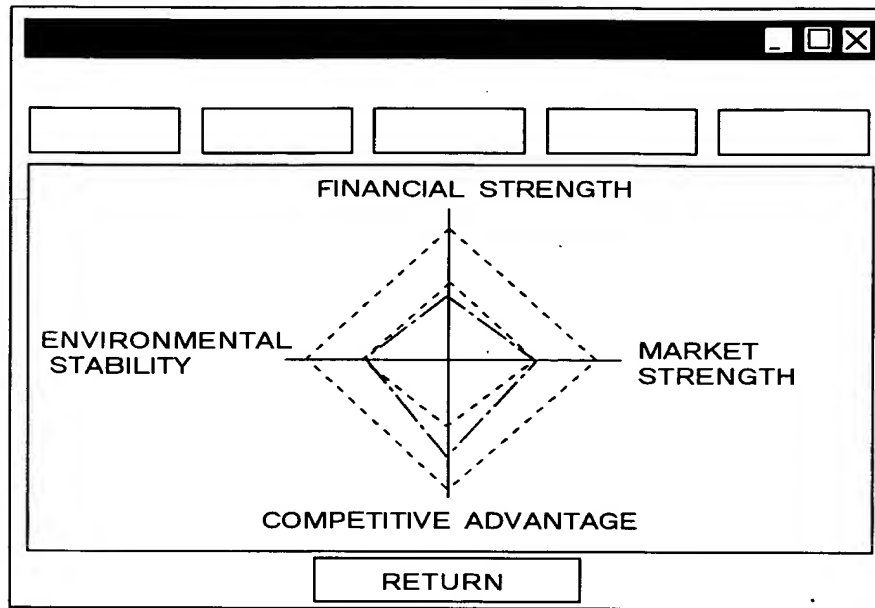 FINANCIAL STRENGTH
ENVIRONMENTAL
STABILITY
MARKET
STRENGTH
COMPETITIVE ADVANTAGE
RETURN